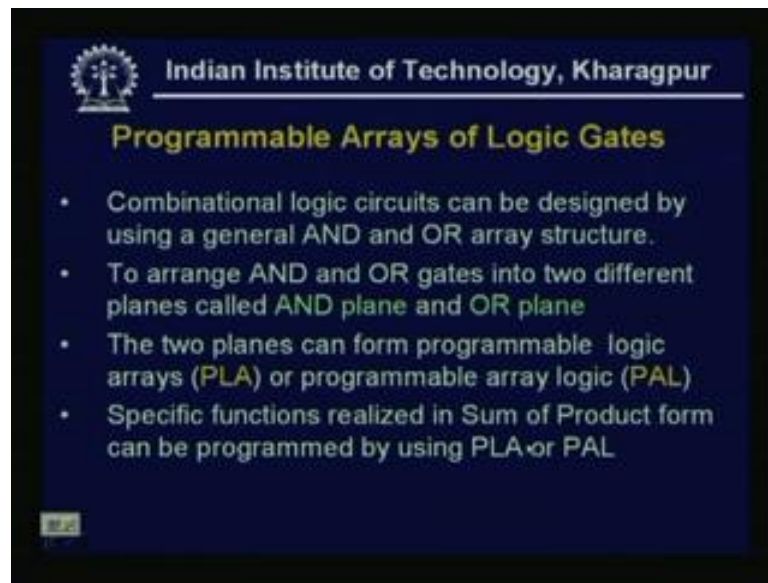 Indian Institute of Technology, Kharagpur
Programmable Arrays of Logic Gates
• Combinational logic circuits can be designed by
using a general AND and OR array structure.
• To arrange AND and OR gates into two different
planes called AND plane and OR plane
• The two planes can form programmable logic
arrays (PLA) or programmable array logic (PAL)
• Specific functions realized in Sum of Product form
can be programmed by using PLA or PAL